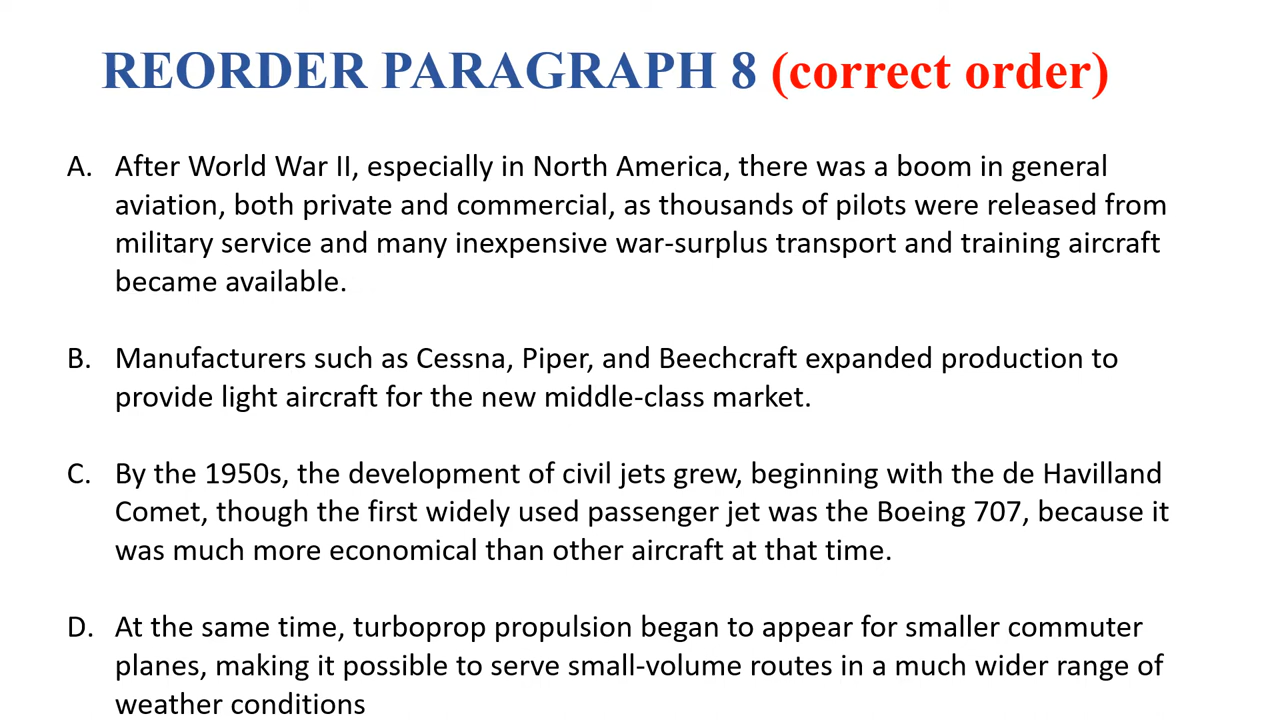 REORDER PARAGRAPH 8 (correct order)
A. After World War II, especially in North America, there was a boom in general
aviation, both private and commercial, as thousands of pilots were released from
military service and many inexpensive war-surplus transport and training aircraft
became available.
B. Manufacturers such as Cessna, Piper, and Beechcraft expanded production to
provide light aircraft for the new middle-class market.
C. By the 1950s, the development of civil jets grew, beginning with the de Havilland
Comet, though the first widely used passenger jet was the Boeing 707, because it
was much more economical than other aircraft at that time.
D. At the same time, turboprop propulsion began to appear for smaller commuter
planes, making it possible to serve small-volume routes in a much wider range of
weather conditions